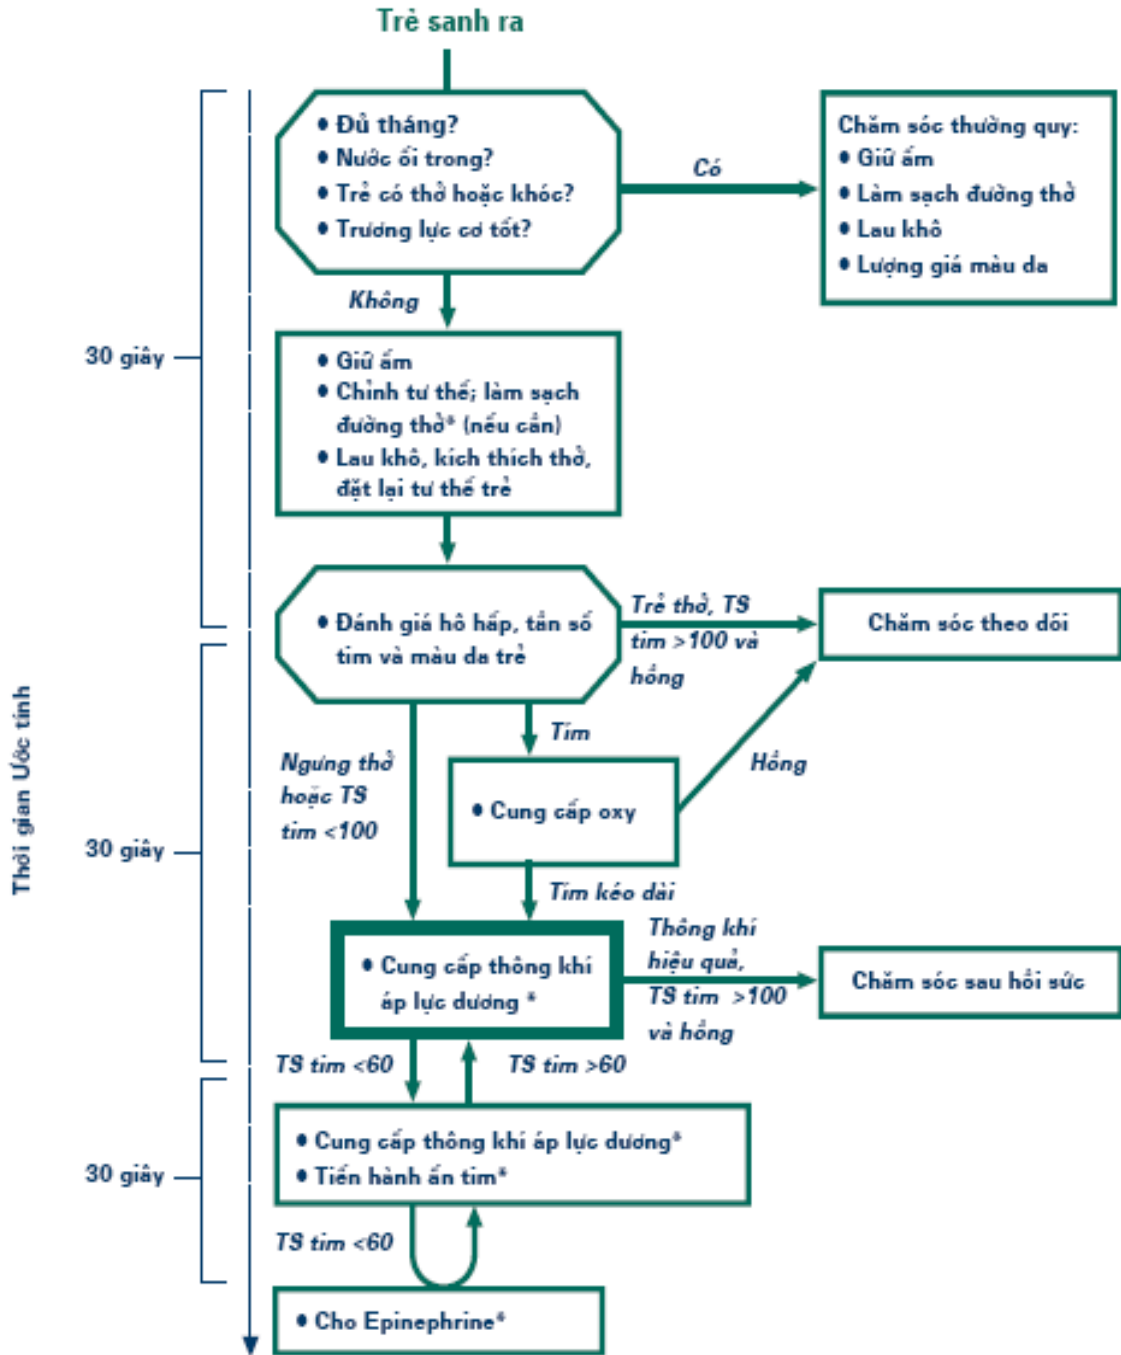 Trẻ sanh ra
• Đủ tháng?
• Nước ối trong?
• Trẻ có thở hoặc khóc?
• Trương lực cơ tốt?
Có
Chăm sóc thường quy:
• Giữ ấm
• Làm sạch đường thở
• Lau khô
• Lượng giá màu da
Không
30 giây
• Giữ ấm
• Chỉnh tư thế; làm sạch
đường thở* (nếu cần)
• Lau khô, kích thích thở,
đặt lại tư thế trẻ
• Đánh giá hô hấp, tần số
tim và màu da trẻ
Trẻ thở, TS
tim >100 và
hồng
Chăm sóc theo dõi
Thời gian Ước tính
30 giây
Ngưng thở
hoặc TS
tim <100
Tím
• Cung cấp oxy
Hồng
Tím kéo dài
• Cung cấp thông khí
áp lực dương *
Thông khí
hiệu quả,
TS tim >100
và hồng
Chăm sóc sau hồi sức
TS tim <60
TS tim >60
30 giây
• Cung cấp thông khí áp lực dương*
• Tiến hành ấn tim*
TS tim <60
• Cho Epinephrine*